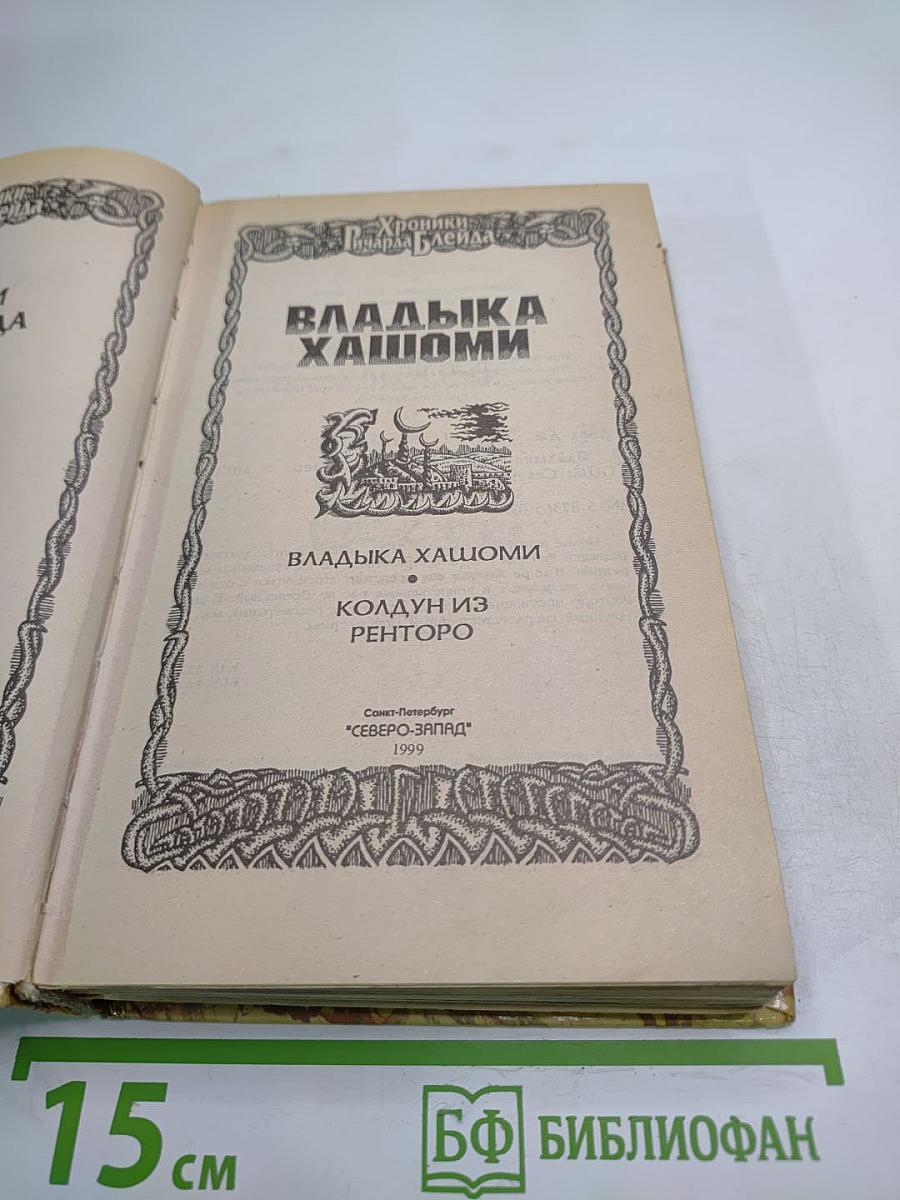 Хроники
Ричарда Блейда
ВЛАДЫКА
ХАШОМИ
ВЛАДЫКА ХАШОМИ
•
КОЛДУН ИЗ
РЕНТОРО
Санкт-Петербург
"СЕВЕРО-ЗАПАД"
1999
15 см
БФ БИБЛИОФАН